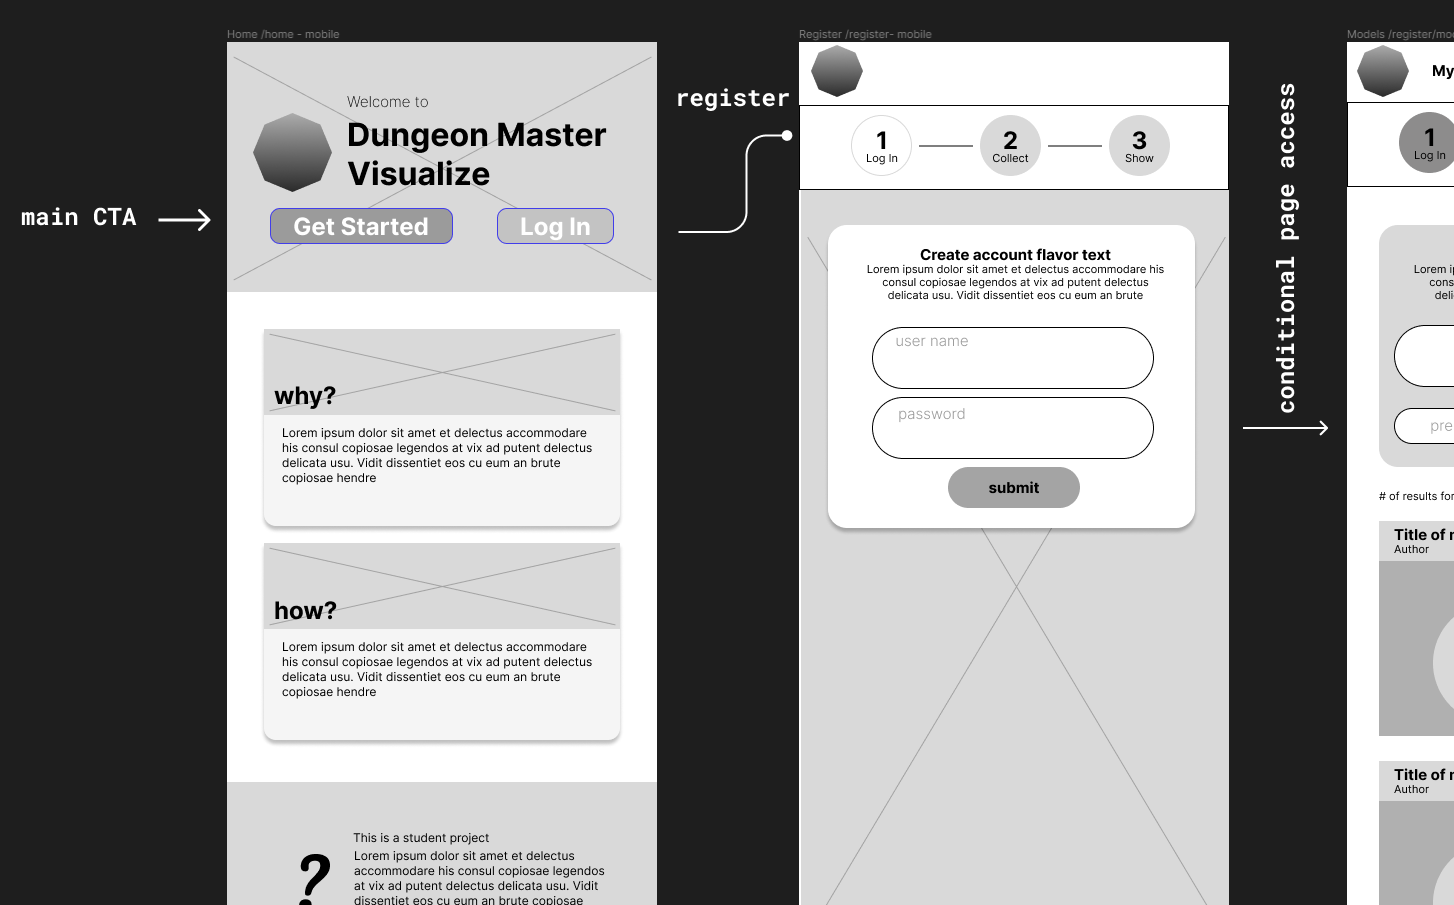 Home /home - mobile
main CTA
Welcome to
Dungeon Master
Visualize
Get Started
Log In
why?
Lorem ipsum dolor sit amet et delectus accommodare
his consul copiosae legendos at vix ad putent delectus
delicata usu. Vidit dissentiet eos cu eum an brute
copiosae hendre
how?
Lorem ipsum dolor sit amet et delectus accommodare
his consul copiosae legendos at vix ad putent delectus
delicata usu. Vidit dissentiet eos cu eum an brute
copiosae hendre
?
This is a student project
Lorem ipsum dolor sit amet et delectus
accommodare his consul copiosae legendos
at vix ad putent delectus delicata usu. Vidit
dissentiet eos cu eum an brute copiosae
register
Register /register- mobile
1
Log In
2
Collect
3
Show
Create account flavor text
Lorem ipsum dolor sit amet et delectus accommodare his
consul copiosae legendos at vix ad putent delectus
delicata usu. Vidit dissentiet eos cu eum an brute
user name
password
submit
conditional page access
Models /register/mo
My
1
Log In
Lorem ipsum
cons
deli
pre
# of results for
Title of
Author
Title of
Author